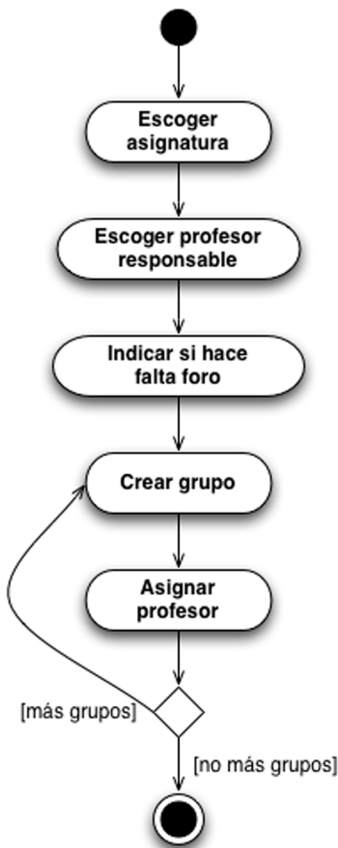 Escoger
asignatura
Escoger profesor
responsable
Indicar si hace
falta foro
Crear grupo
Asignar
profesor
[más grupos]
[no más grupos]